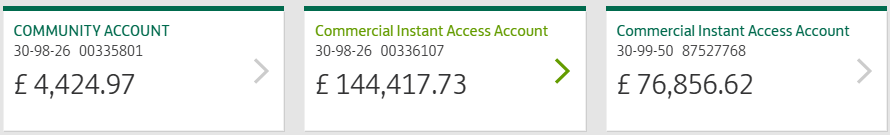 COMMUNITY ACCOUNT
30-98-26 00335801
£ 4,424.97
Commercial Instant Access Account
30-98-26 00336107
£ 144,417.73
Commercial Instant Access Account
30-99-50 87527768
£ 76,856.62